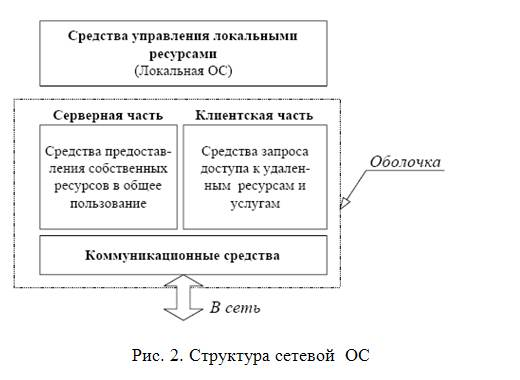 Средства управления локальными
ресурсами
(Локальная ОС)
Серверная часть
Средства предостав-
ления собственных
ресурсов в общее
пользование
Клиентская часть
Средства запроса
доступа к удален-
ным ресурсам и
услугам
Оболочка
Коммуникационные средства
В сеть
Рис. 2. Структура сетевой ОС